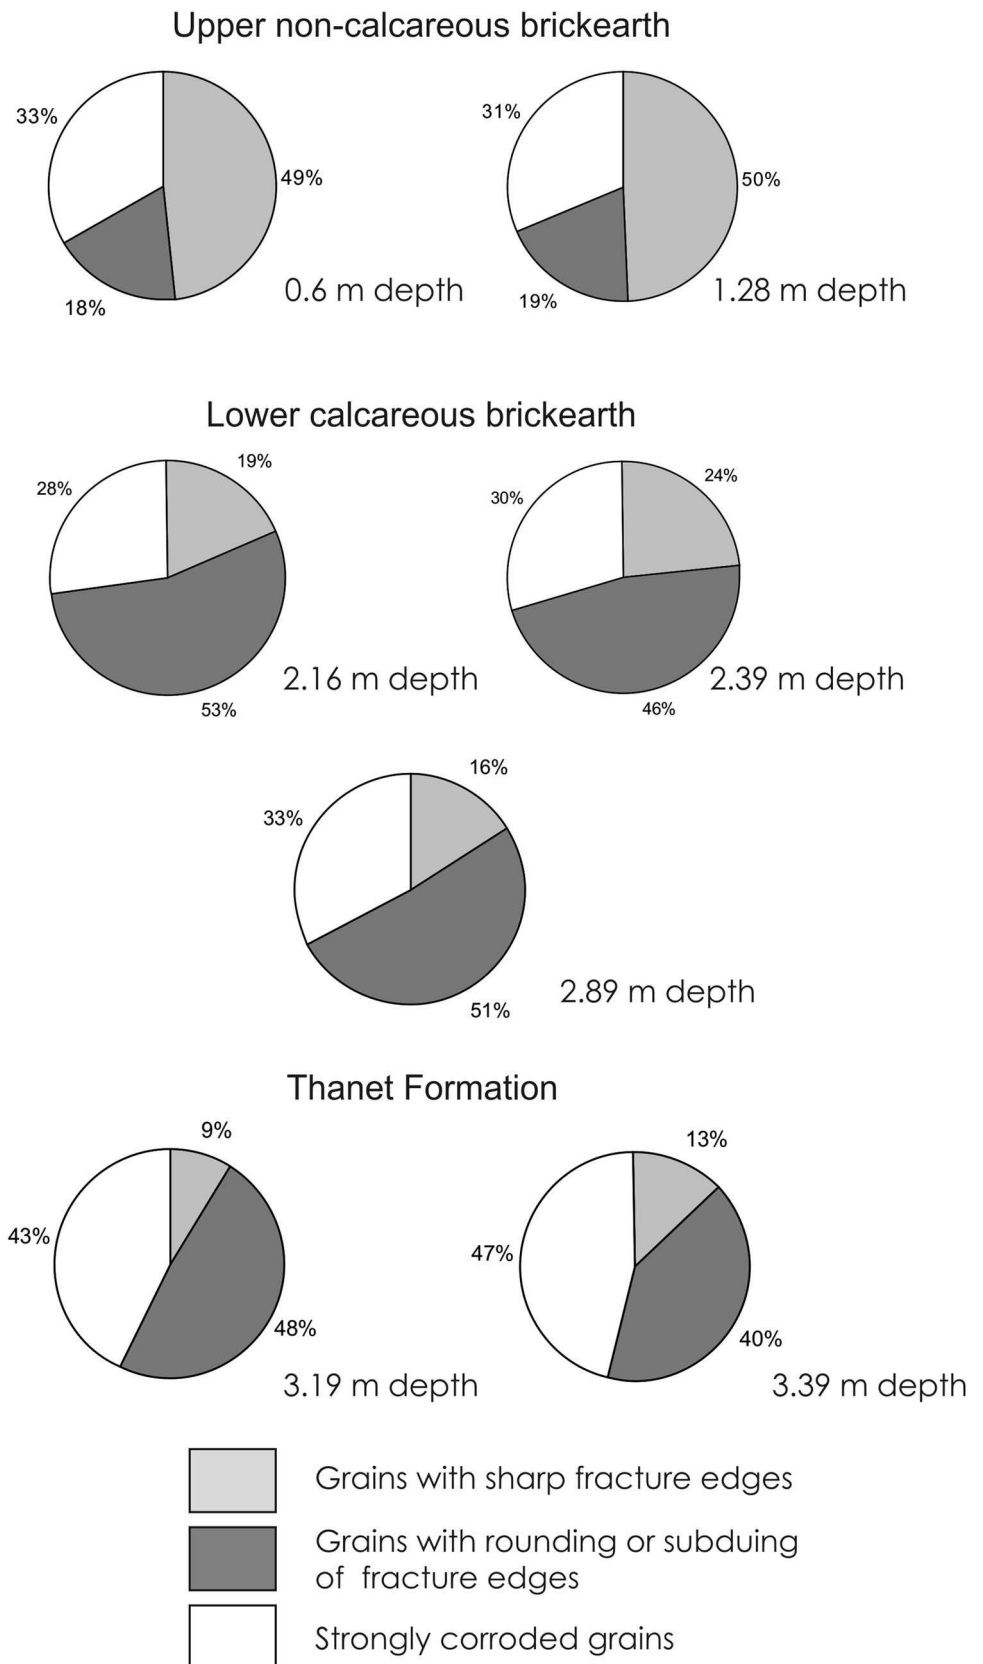 Upper non-calcareous brickearth
33%
49%
18%
0.6 m depth
31%
50%
19%
1.28 m depth
Lower calcareous brickearth
28%
19%
53%
2.16 m depth
30%
24%
46%
2.39 m depth
33%
16%
51%
2.89 m depth
Thanet Formation
43%
9%
48%
3.19 m depth
47%
13%
40%
3.39 m depth
Grains with sharp fracture edges
Grains with rounding or subduing
of fracture edges
Strongly corroded grains